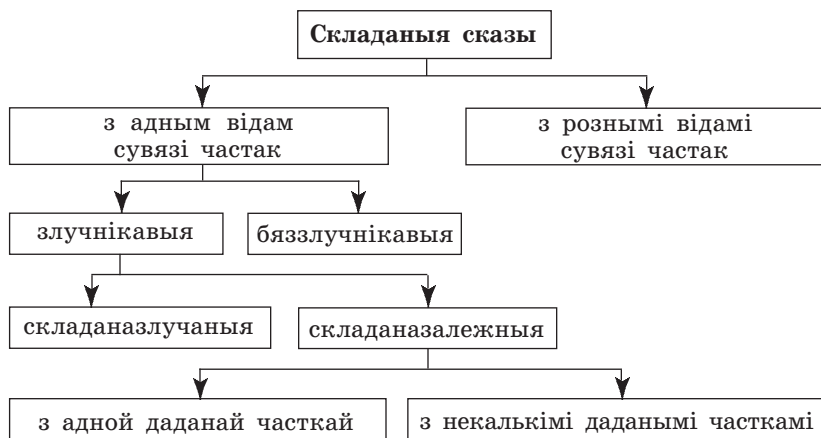 Складаныя сказы
з адным відам
сувязі частак
з рознымі відамі
сувязі частак
злучнікавыя
бяззлучнікавыя
складаназлучаныя
складаназалежныя
з адной даданай часткай
з некалькімі даданымі часткамі